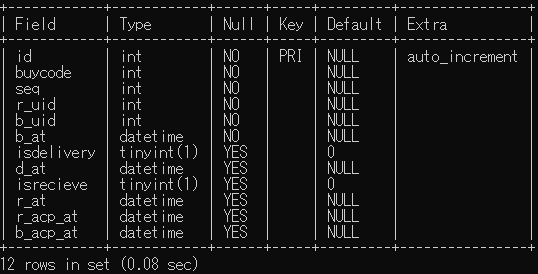 +------------+------------+------+-----+---------+----------------+
| Field      | Type       | Null | Key | Default | Extra          |
+------------+------------+------+-----+---------+----------------+
| id         | int        | NO   | PRI | NULL    | auto_increment |
| buycode    | int        | NO   |     | NULL    |                |
| seq        | int        | NO   |     | NULL    |                |
| r_uid      | int        | NO   |     | NULL    |                |
| b_uid      | int        | NO   |     | NULL    |                |
| b_at       | datetime   | NO   |     | NULL    |                |
| isdelivery | tinyint(1) | YES  |     | 0       |                |
| d_at       | datetime   | YES  |     | NULL    |                |
| isrecieve  | tinyint(1) | YES  |     | 0       |                |
| r_at       | datetime   | YES  |     | NULL    |                |
| r_acp_at   | datetime   | YES  |     | NULL    |                |
| b_acp_at   | datetime   | YES  |     | NULL    |                |
+------------+------------+------+-----+---------+----------------+
12 rows in set (0.08 sec)